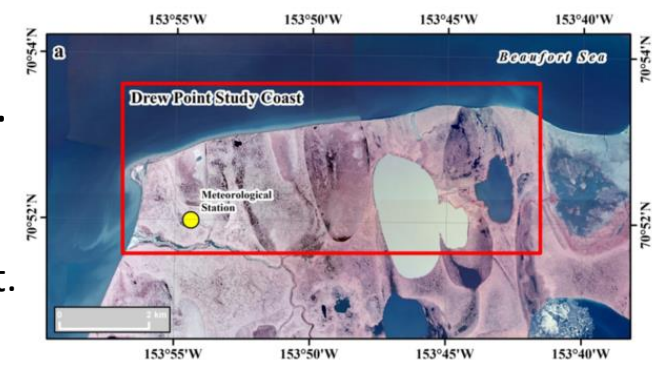 153°55'W 153°50'W 153°45'W 153°40'W
70°54'N
a
Beaufort Sea
70°54'N
Drew Point Study Coast
.
Meteorological
Station
70°52'N
70°52'N
t.
0 2 km
153°55'W 153°50'W 153°45'W 153°40'W